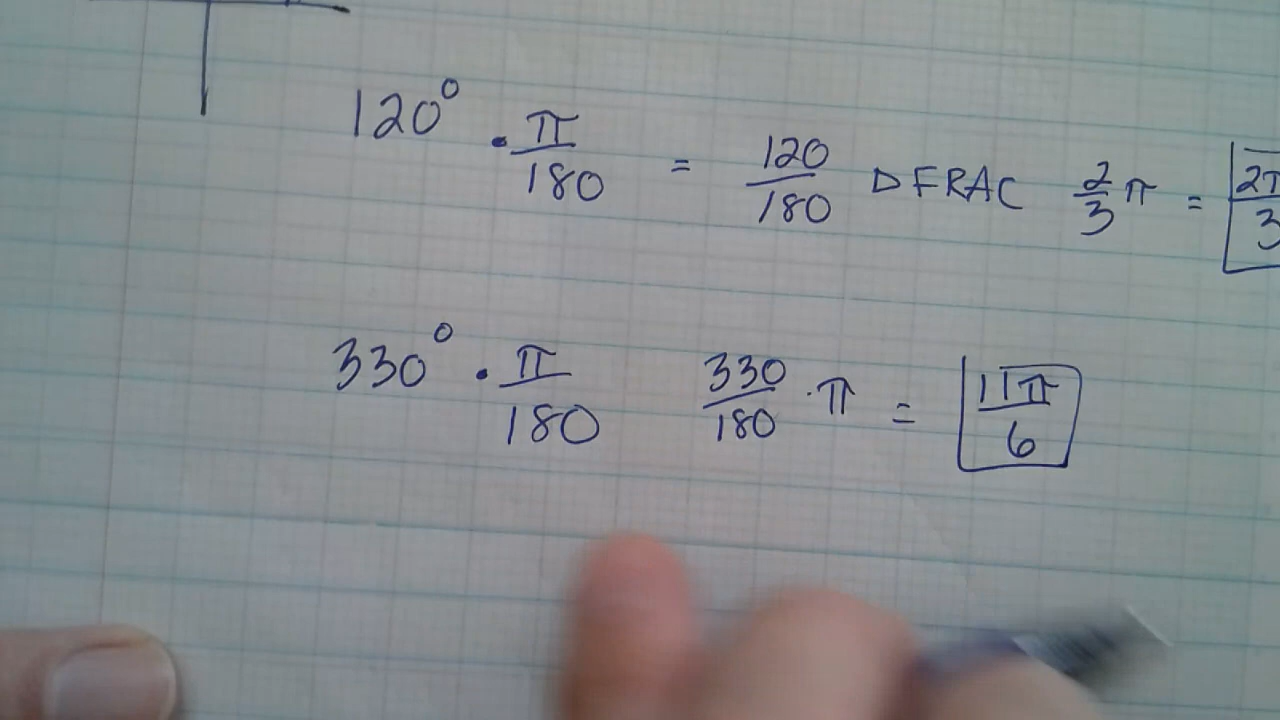 120° · π/180 = 120/180 ▷ FRAC 2/3 π = 2π/3
330° · π/180 330/180 · π = 11π/6